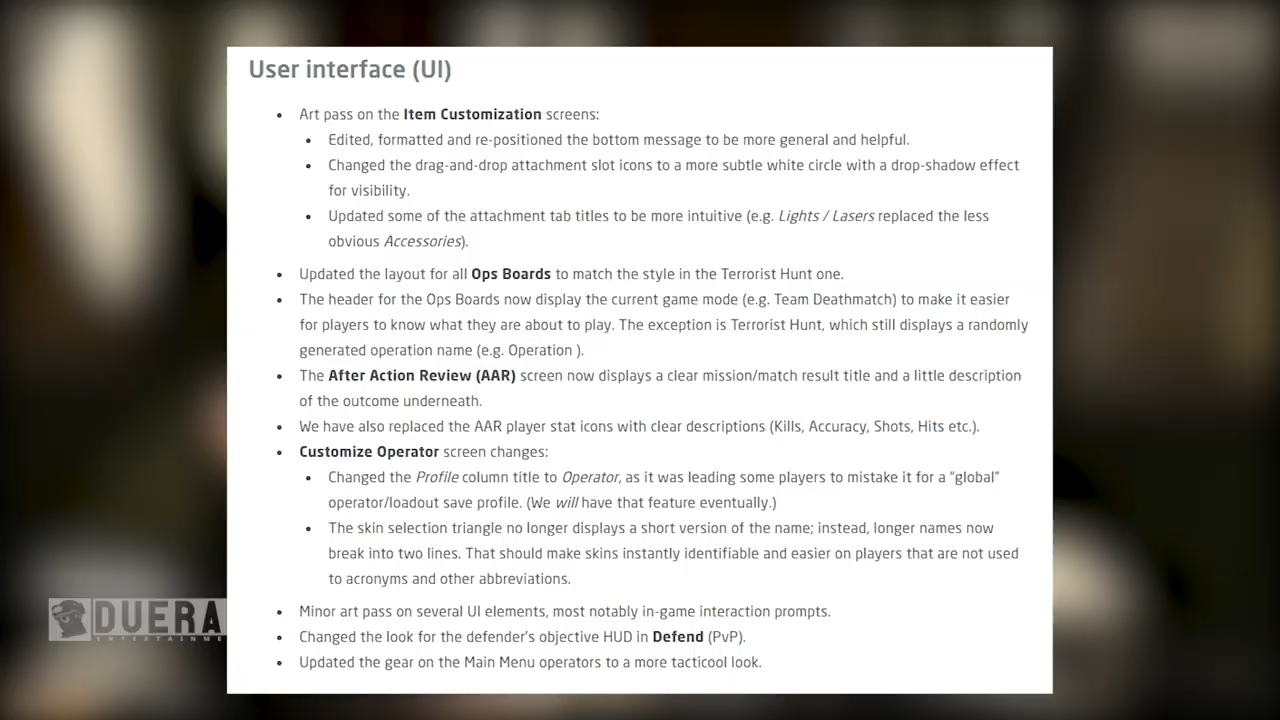 User interface (UI)
• Art pass on the Item Customization screens:
• Edited, formatted and re-positioned the bottom message to be more general and helpful.
• Changed the drag-and-drop attachment slot icons to a more subtle white circle with a drop-shadow effect
for visibility.
• Updated some of the attachment tab titles to be more intuitive (e.g. Lights / Lasers replaced the less
obvious Accessories).
• Updated the layout for all Ops Boards to match the style in the Terrorist Hunt one.
• The header for the Ops Boards now display the current game mode (e.g. Team Deathmatch) to make it easier
for players to know what they are about to play. The exception is Terrorist Hunt, which still displays a randomly
generated operation name (e.g. Operation ).
• The After Action Review (AAR) screen now displays a clear mission/match result title and a little description
of the outcome underneath.
• We have also replaced the AAR player stat icons with clear descriptions (Kills, Accuracy, Shots, Hits etc.).
• Customize Operator screen changes:
• Changed the Profile column title to Operator, as it was leading some players to mistake it for a "global"
operator/loadout save profile. (We will have that feature eventually.)
• The skin selection triangle no longer displays a short version of the name; instead, longer names now
break into two lines. That should make skins instantly identifiable and easier on players that are not used
to acronyms and other abbreviations.
• Minor art pass on several UI elements, most notably in-game interaction prompts.
• Changed the look for the defender's objective HUD in Defend (PvP).
• Updated the gear on the Main Menu operators to a more tacticool look.
DUERA
ENTERTAINME